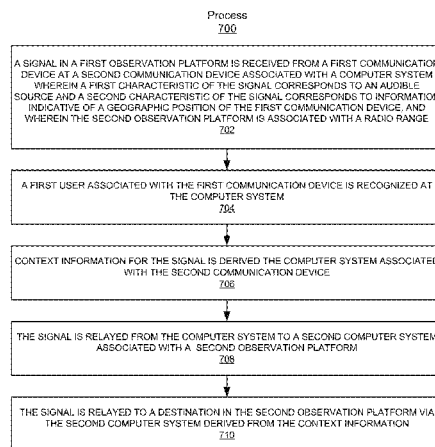 Process
700
A SIGNAL IN A FIRST OBSERVATION PLATFORM IS RECEIVED FROM A FIRST COMMUNICATION
DEVICE AT A SECOND COMMUNICATION DEVICE ASSOCIATED WITH A COMPUTER SYSTEM
WHEREIN A FIRST CHARACTERISTIC OF THE SIGNAL CORRESPONDS TO AN AUDIBLE
SOURCE AND A SECOND CHARACTERISTIC OF THE SIGNAL CORRESPONDS TO INFORMATION
INDICATIVE OF A GEOGRAPHIC POSITION OF THE FIRST COMMUNICATION DEVICE, AND
WHEREIN THE SECOND OBSERVATION PLATFORM IS ASSOCIATED WITH A RADIO RANGE
702
A FIRST USER ASSOCIATED WITH THE FIRST COMMUNICATION DEVICE IS RECOGNIZED AT
THE COMPUTER SYSTEM
704
CONTEXT INFORMATION FOR THE SIGNAL IS DERIVED THE COMPUTER SYSTEM ASSOCIATED
WITH THE SECOND COMMUNICATION DEVICE
706
THE SIGNAL IS RELAYED FROM THE COMPUTER SYSTEM TO A SECOND COMPUTER SYSTEM
ASSOCIATED WITH A SECOND OBSERVATION PLATFORM
708
THE SIGNAL IS RELAYED TO A DESTINATION IN THE SECOND OBSERVATION PLATFORM VIA
THE SECOND COMPUTER SYSTEM DERIVED FROM THE CONTEXT INFORMATION
710